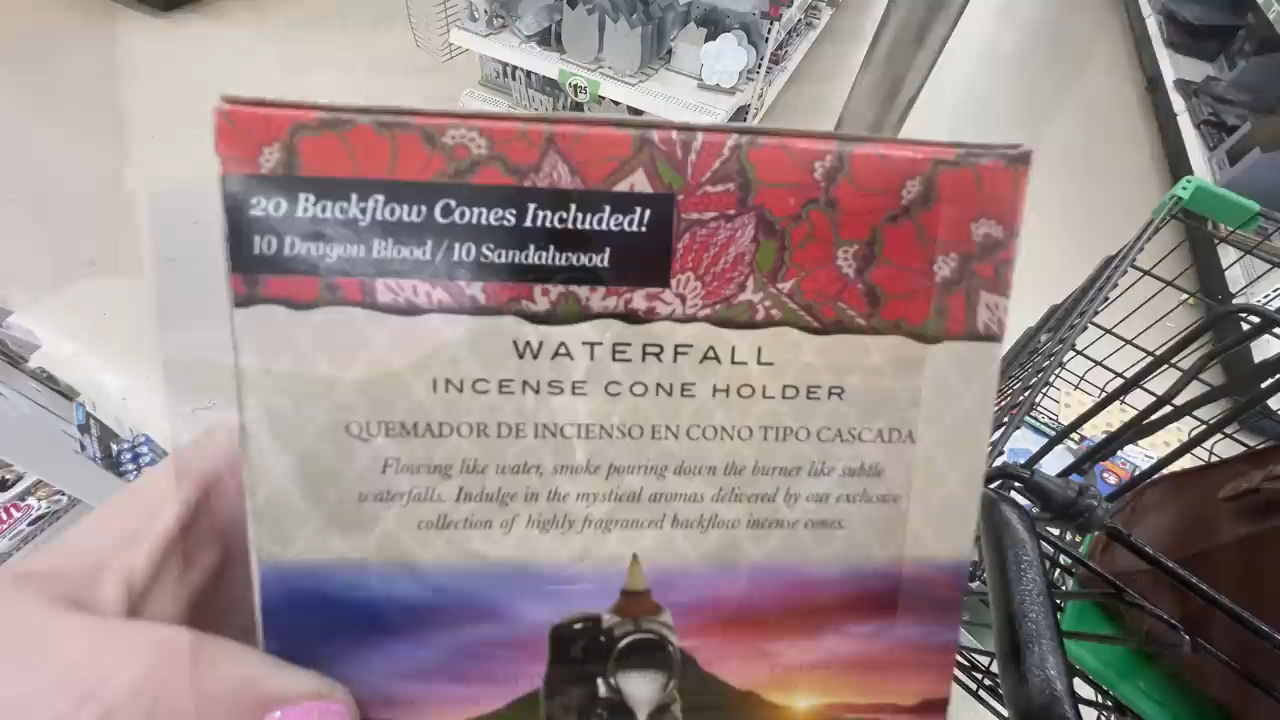 $1.25
20 Backflow Cones Included!
10 Dragon Blood / 10 Sandalwood
WATERFALL
INCENSE CONE HOLDER
QUEMADOR DE INCIENSO EN CONO TIPO CASCADA
Flowing like water, smoke pouring down the burner like subtle
waterfalls. Indulge in the mystical aromas delivered by our exclusive
collection of highly fragranced backflow incense cones.